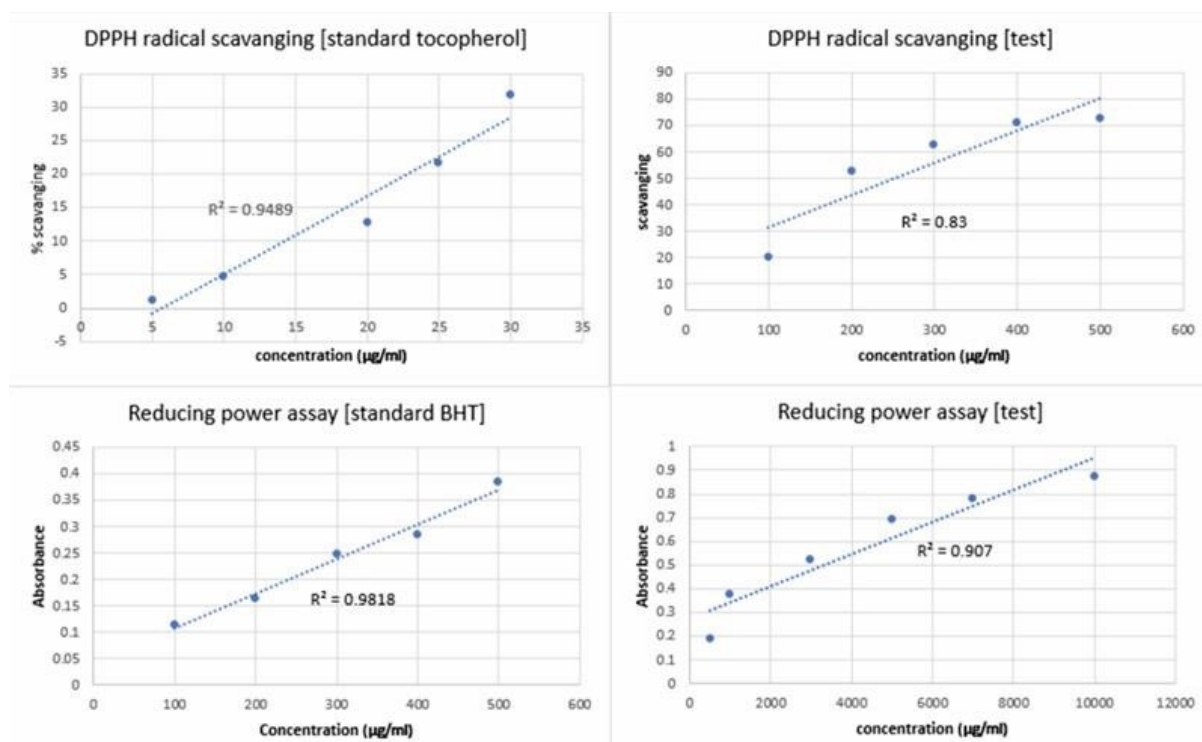 DPPH radical scavanging [standard tocopherol]
35
30
25
20
15
10
5
0
-5
% scavanging
R² = 0.9489
0 5 10 15 20 25 30 35
concentration (µg/ml)
DPPH radical scavanging [test]
90
80
70
60
50
40
30
20
10
0
scavanging
R² = 0.83
0 100 200 300 400 500 600
concentration (µg/ml)
Reducing power assay [standard BHT]
0.45
0.4
0.35
0.3
0.25
0.2
0.15
0.1
0.05
0
Absorbance
R² = 0.9818
0 100 200 300 400 500 600
Concentration (µg/ml)
Reducing power assay [test]
1
0.9
0.8
0.7
0.6
0.5
0.4
0.3
0.2
0.1
0
Absorbance
R² = 0.907
0 2000 4000 6000 8000 10000 12000
concentration (µg/ml)